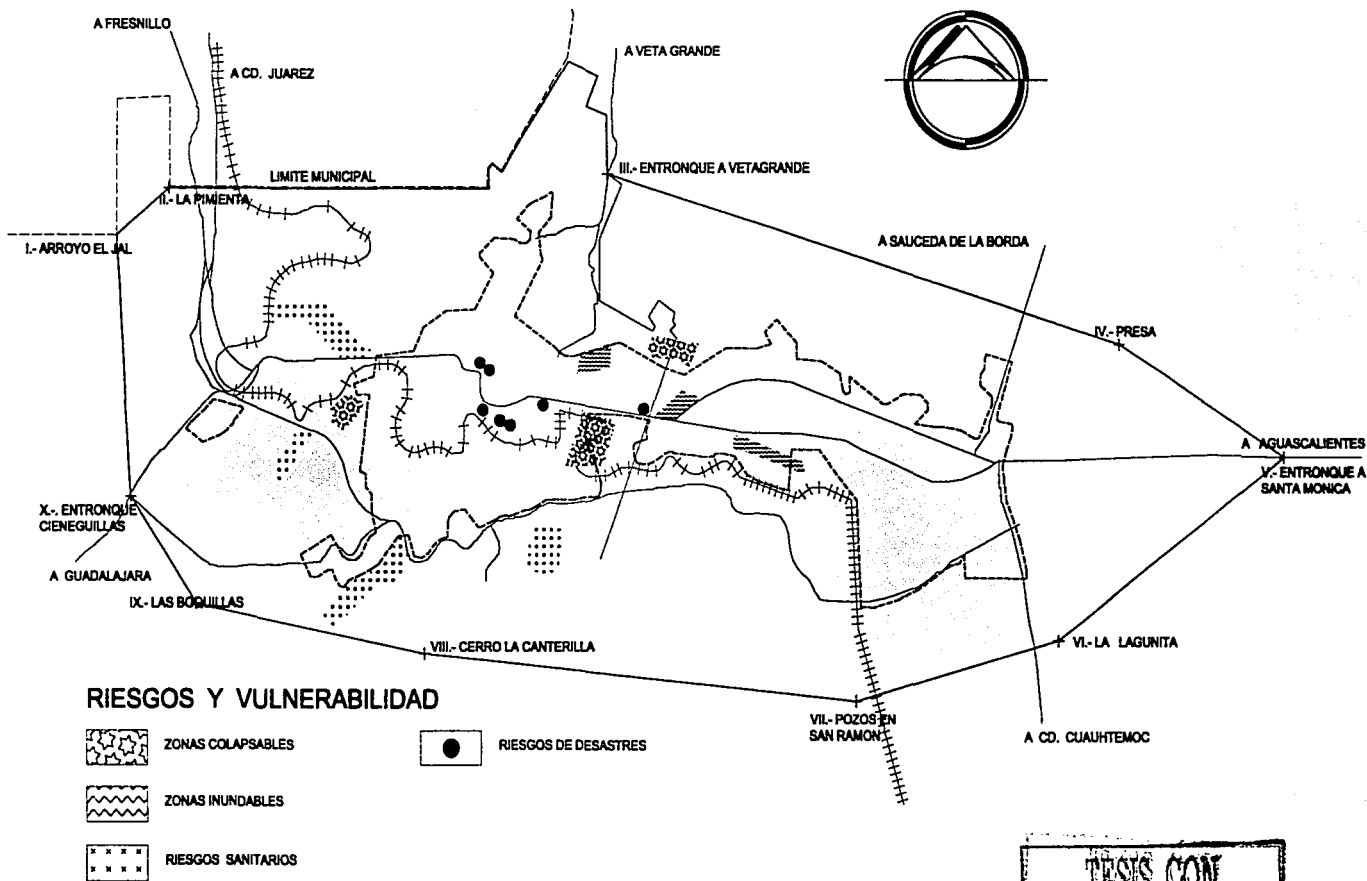 A FRESNILLO
A CD. JUAREZ
A VETA GRANDE
III.- ENTRONQUE A VETAGRANDE
LIMITE MUNICIPAL
II.- LA PIMIENTA
I.- ARROYO EL JAL
A SAUCEDA DE LA BORDA
IV.- PRESA
A AGUASCALIENTES
V.- ENTRONQUE A
SANTA MONICA
X.-. ENTRONQUE
CIENEGUILLAS
A GUADALAJARA
IX.- LAS BOQUILLAS
VIII.- CERRO LA CANTERILLA
VI.- LA LAGUNITA
VII.- POZOS EN
SAN RAMON
A CD. CUAUHTEMOC
RIESGOS Y VULNERABILIDAD
ZONAS COLAPSABLES
RIESGOS DE DESASTRES
ZONAS INUNDABLES
RIESGOS SANITARIOS
TESIS CON